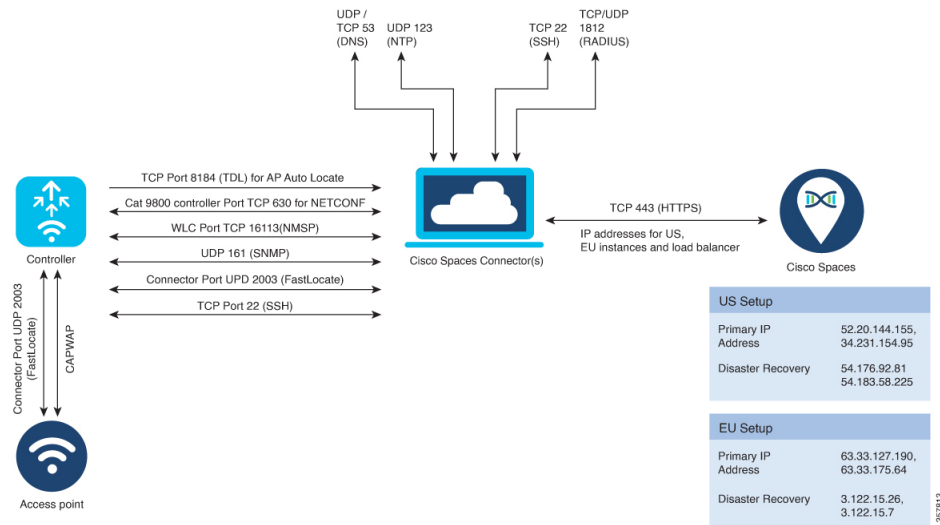 UDP /
TCP 53
(DNS)
UDP 123
(NTP)
TCP 22
(SSH)
TCP/UDP
1812
(RADIUS)
TCP Port 8184 (TDL) for AP Auto Locate
Cat 9800 controller Port TCP 630 for NETCONF
WLC Port TCP 16113(NMSP)
UDP 161 (SNMP)
Connector Port UPD 2003 (FastLocate)
TCP Port 22 (SSH)
Controller
Connector Port UDP 2003
(FastLocate)
CAPWAP
Access point
Cisco Spaces Connector(s)
TCP 443 (HTTPS)
IP addresses for US,
EU instances and load balancer
Cisco Spaces
US Setup
Primary IP
Address
52.20.144.155,
34.231.154.95
Disaster Recovery
54.176.92.81
54.183.58.225
EU Setup
Primary IP
Address
63.33.127.190,
63.33.175.64
Disaster Recovery
3.122.15.26,
3.122.15.7